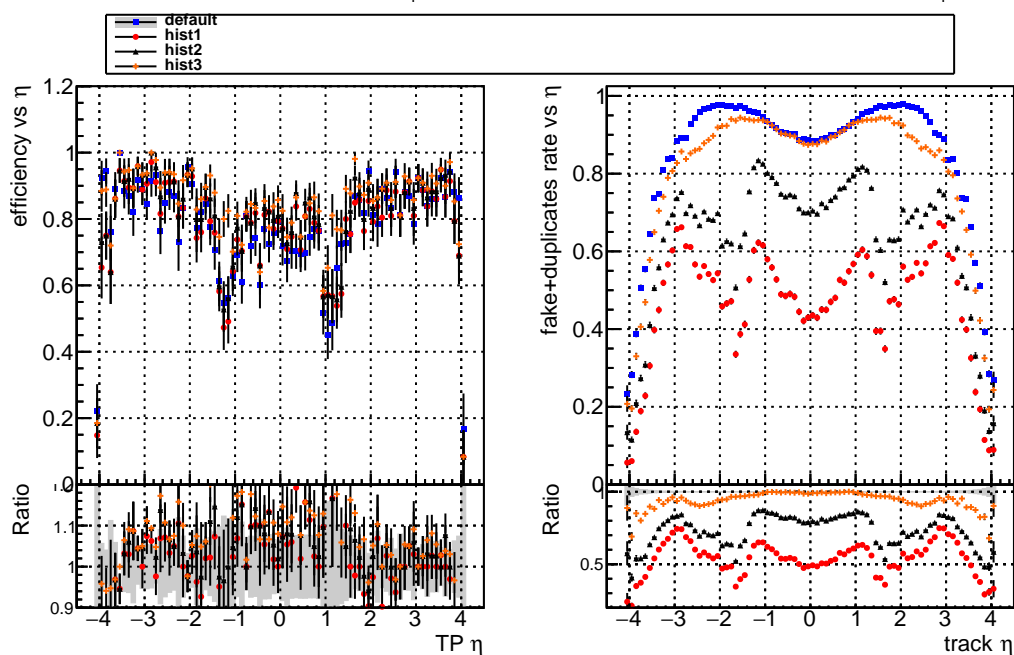 default
hist1
hist2
hist3
efficiency vs η
1.2
1
0.8
0.6
0.4
0.2
0
Ratio
1.1
1
0.9
−4 −3 −2 −1 0 1 2 3 4
TP η
fake+duplicates rate vs η
1
0.8
0.6
0.4
0.2
0
Ratio
0.5
−4 −3 −2 −1 0 1 2 3 4
track η